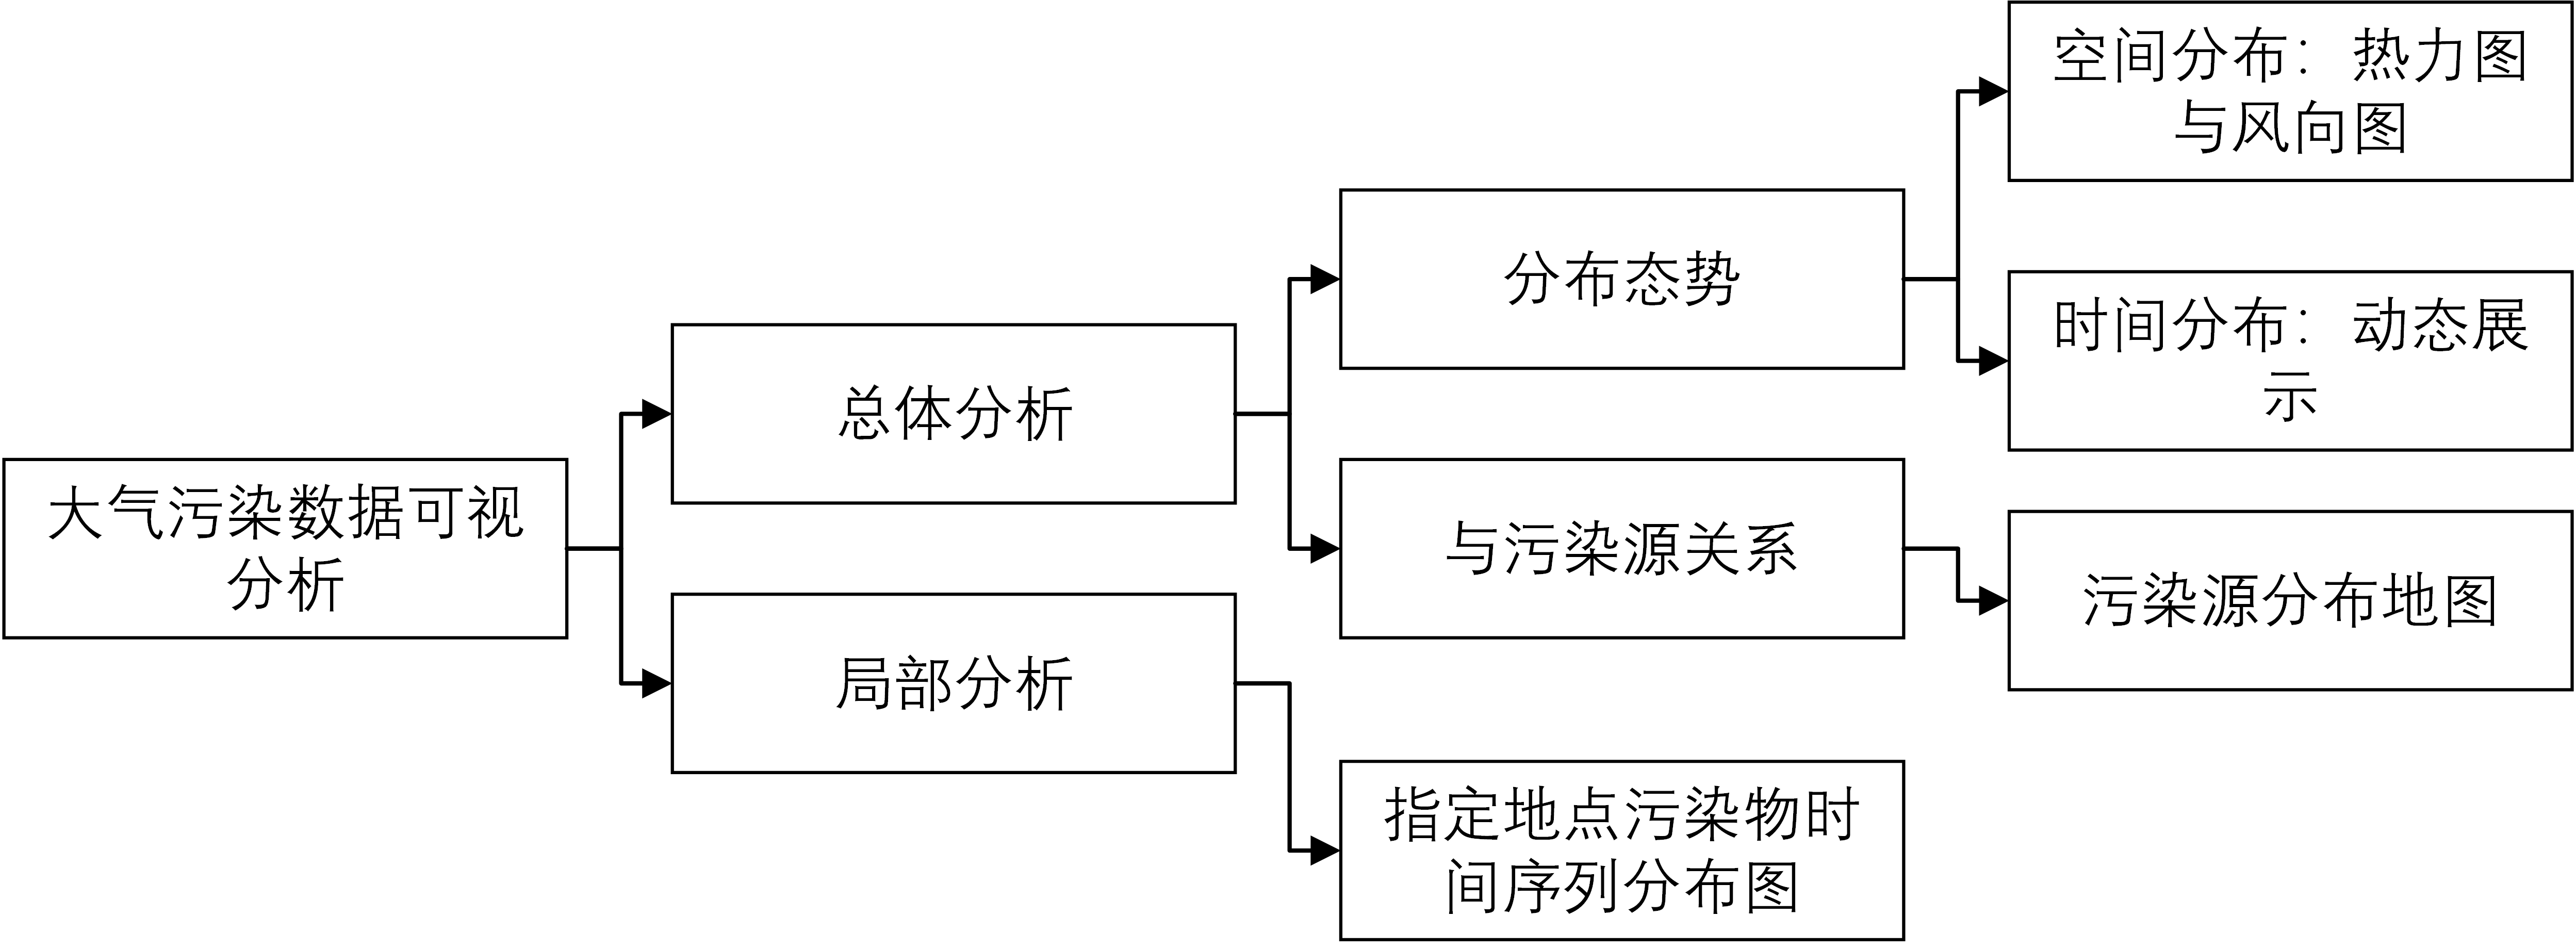 大气污染数据可视
分析
总体分析
局部分析
分布态势
与污染源关系
指定地点污染物时
间序列分布图
空间分布：热力图
与风向图
时间分布：动态展
示
污染源分布地图